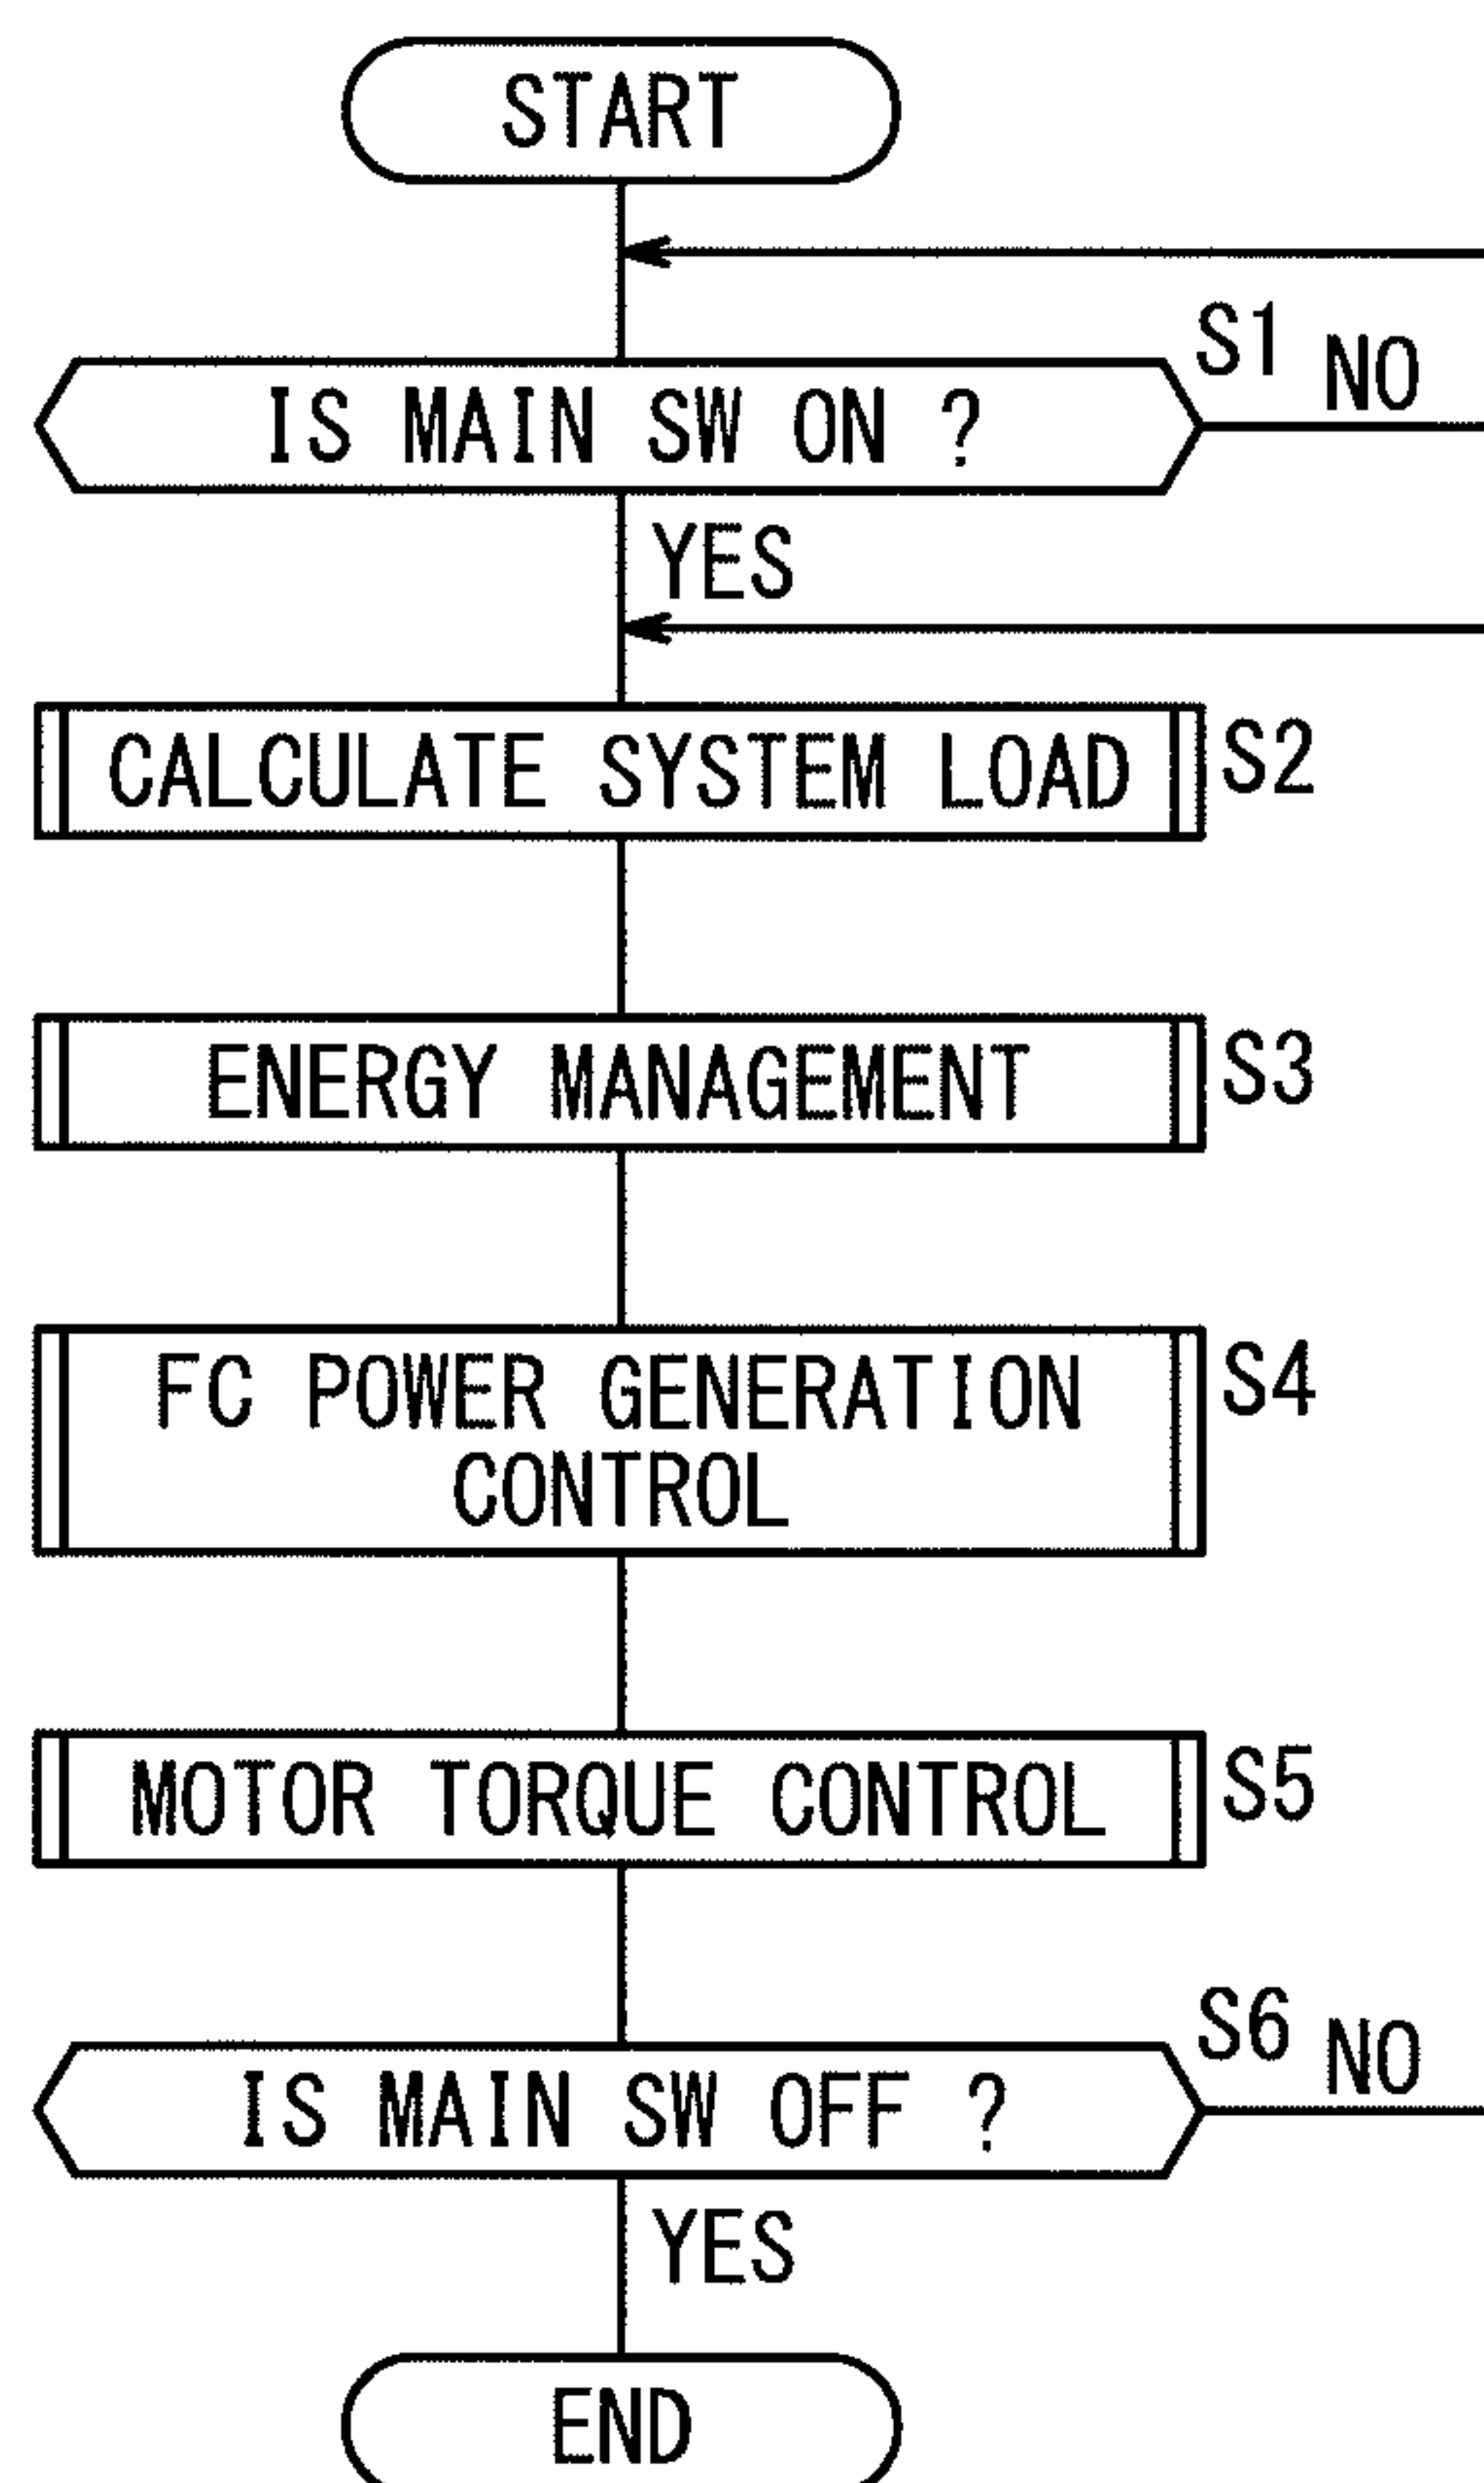 START
S1 NO
IS MAIN SW ON ?
YES
CALCULATE SYSTEM LOAD S2
ENERGY MANAGEMENT S3
FC POWER GENERATION S4
CONTROL
MOTOR TORQUE CONTROL S5
S6 NO
IS MAIN SW OFF ?
YES
END